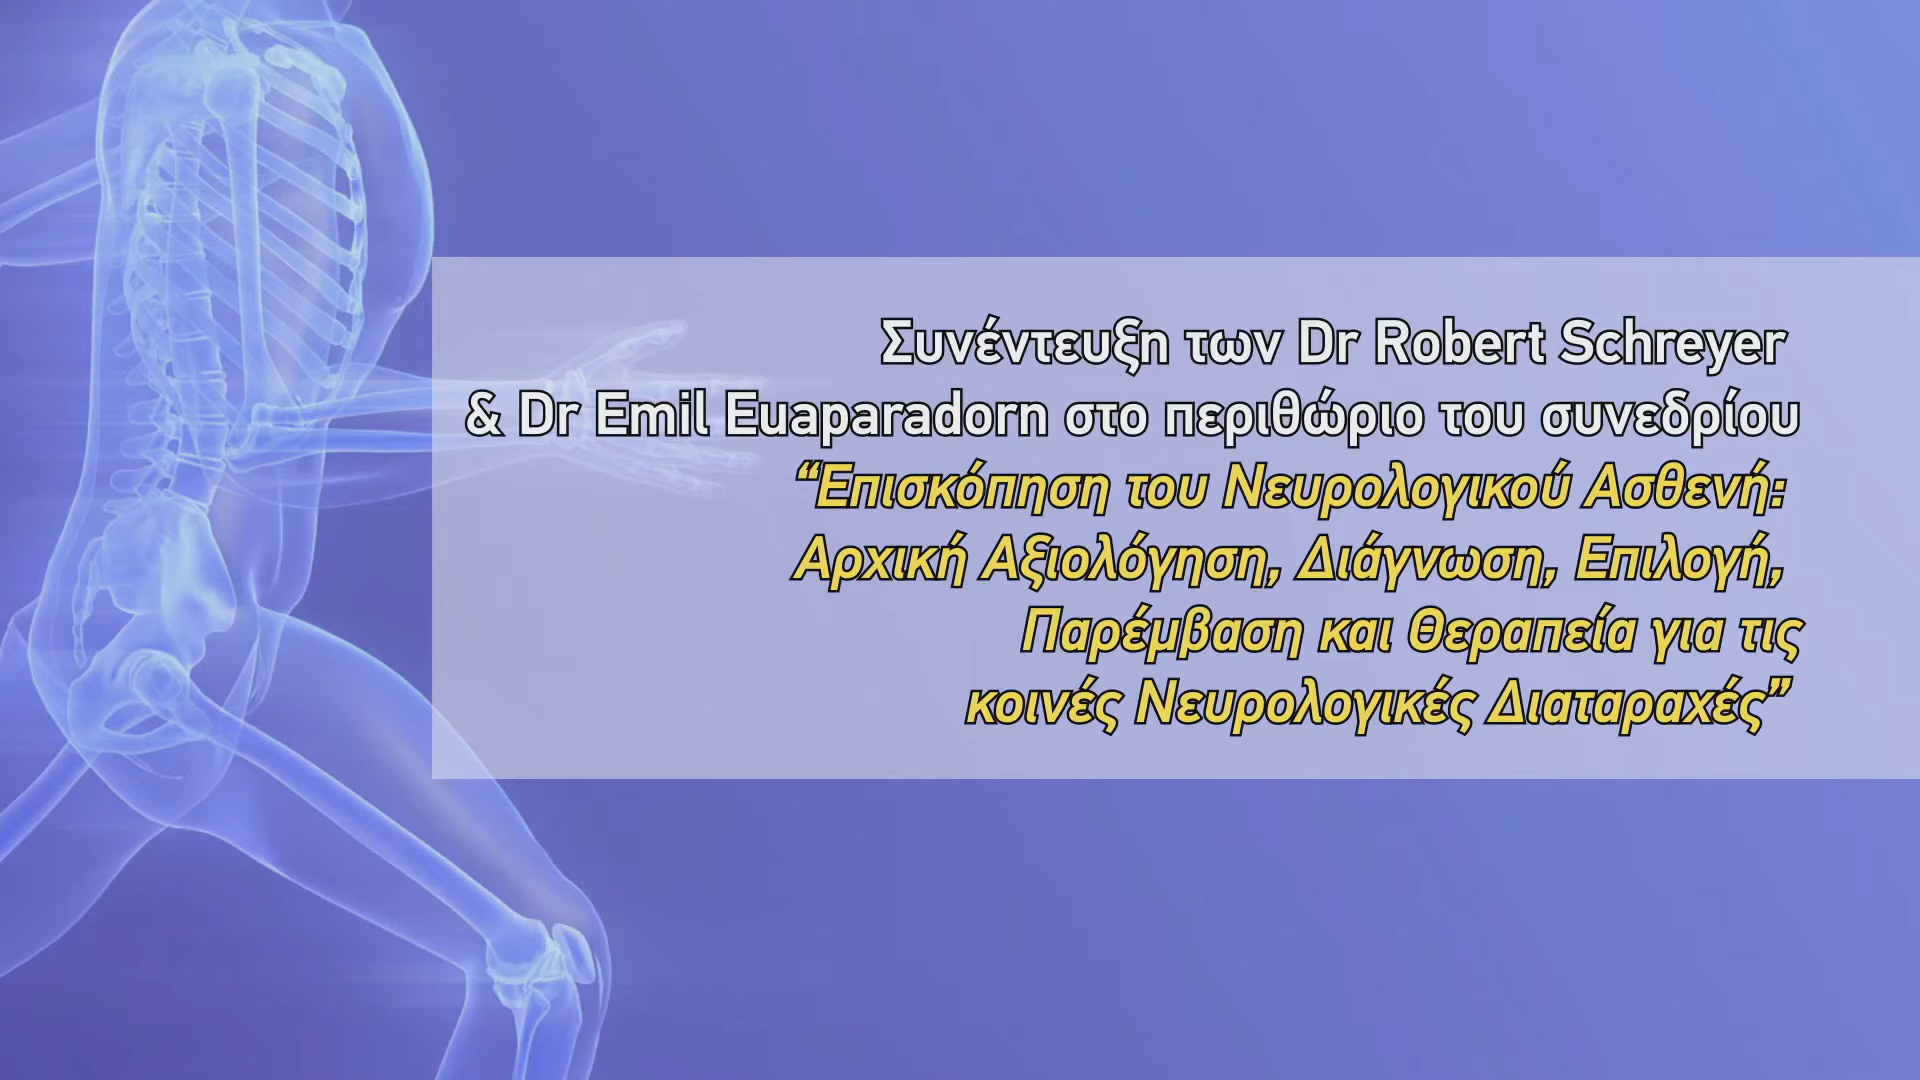 Συνέντευξη των Dr Robert Schreyer
& Dr Emil Euaparadorn στο περιθώριο του συνεδρίου
“Επισκόπηση του Νευρολογικού Ασθενή:
Αρχική Αξιολόγηση, Διάγνωση, Επιλογή,
Παρέμβαση και Θεραπεία για τις
κοινές Νευρολογικές Διαταραχές”